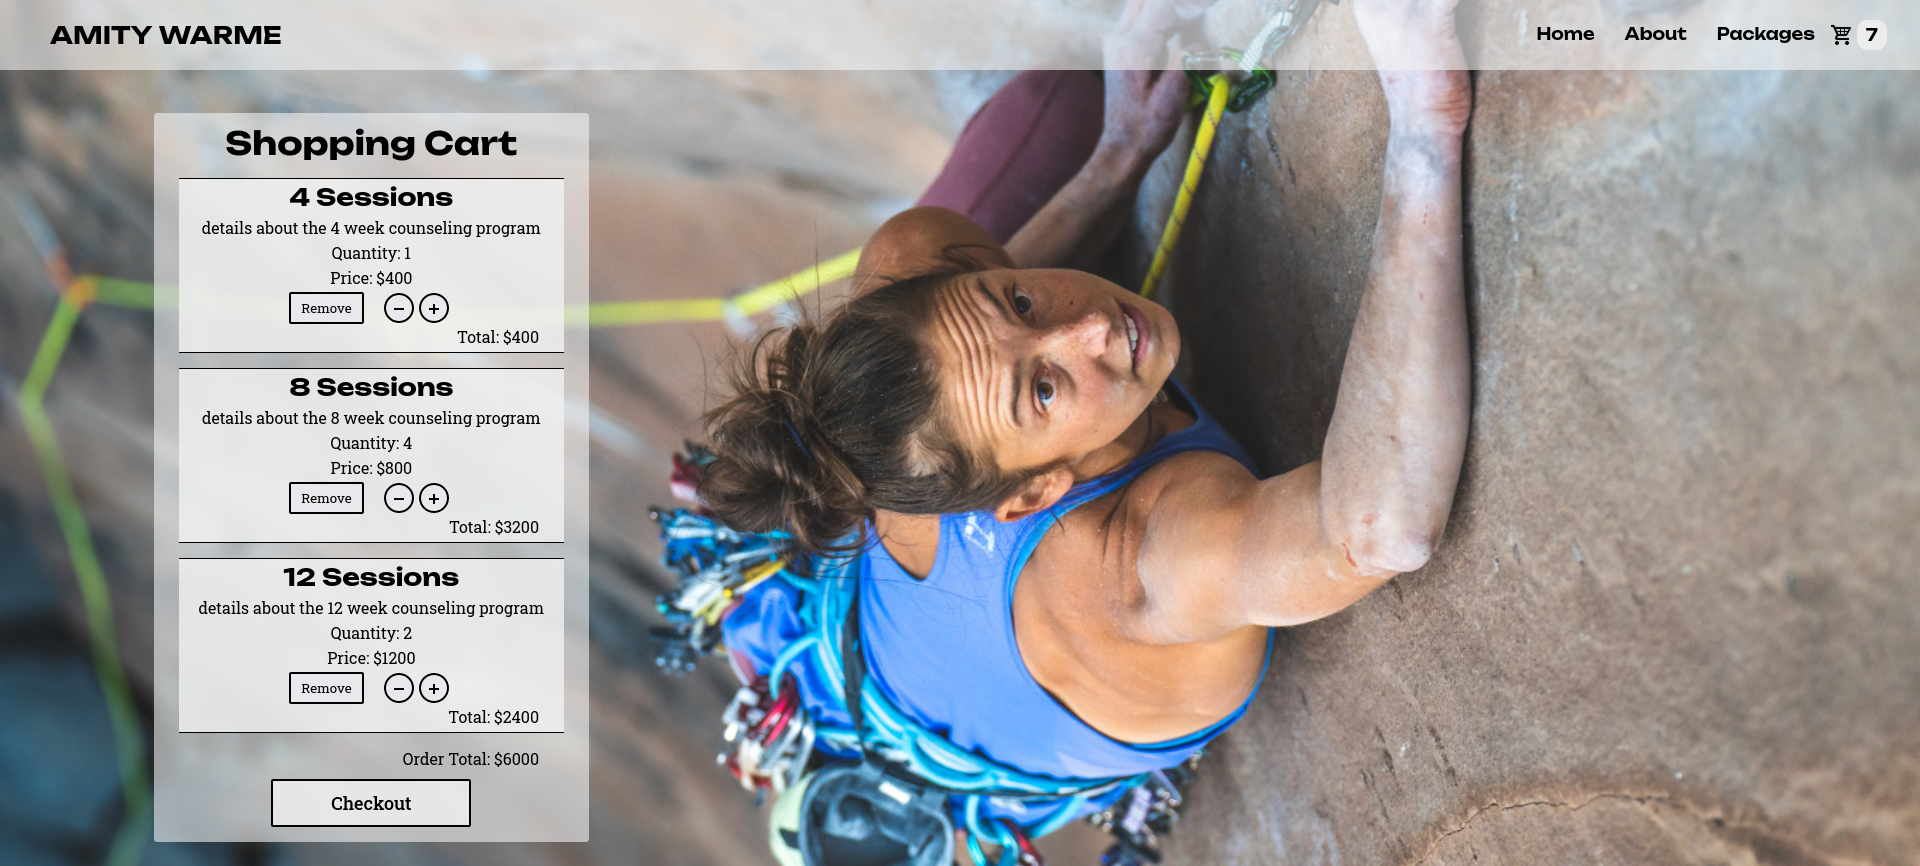 AMITY WARME
Home About Packages 7
Shopping Cart
4 Sessions
details about the 4 week counseling program
Quantity: 1
Price: $400
Remove − +
Total: $400
8 Sessions
details about the 8 week counseling program
Quantity: 4
Price: $800
Remove − +
Total: $3200
12 Sessions
details about the 12 week counseling program
Quantity: 2
Price: $1200
Remove − +
Total: $2400
Order Total: $6000
Checkout